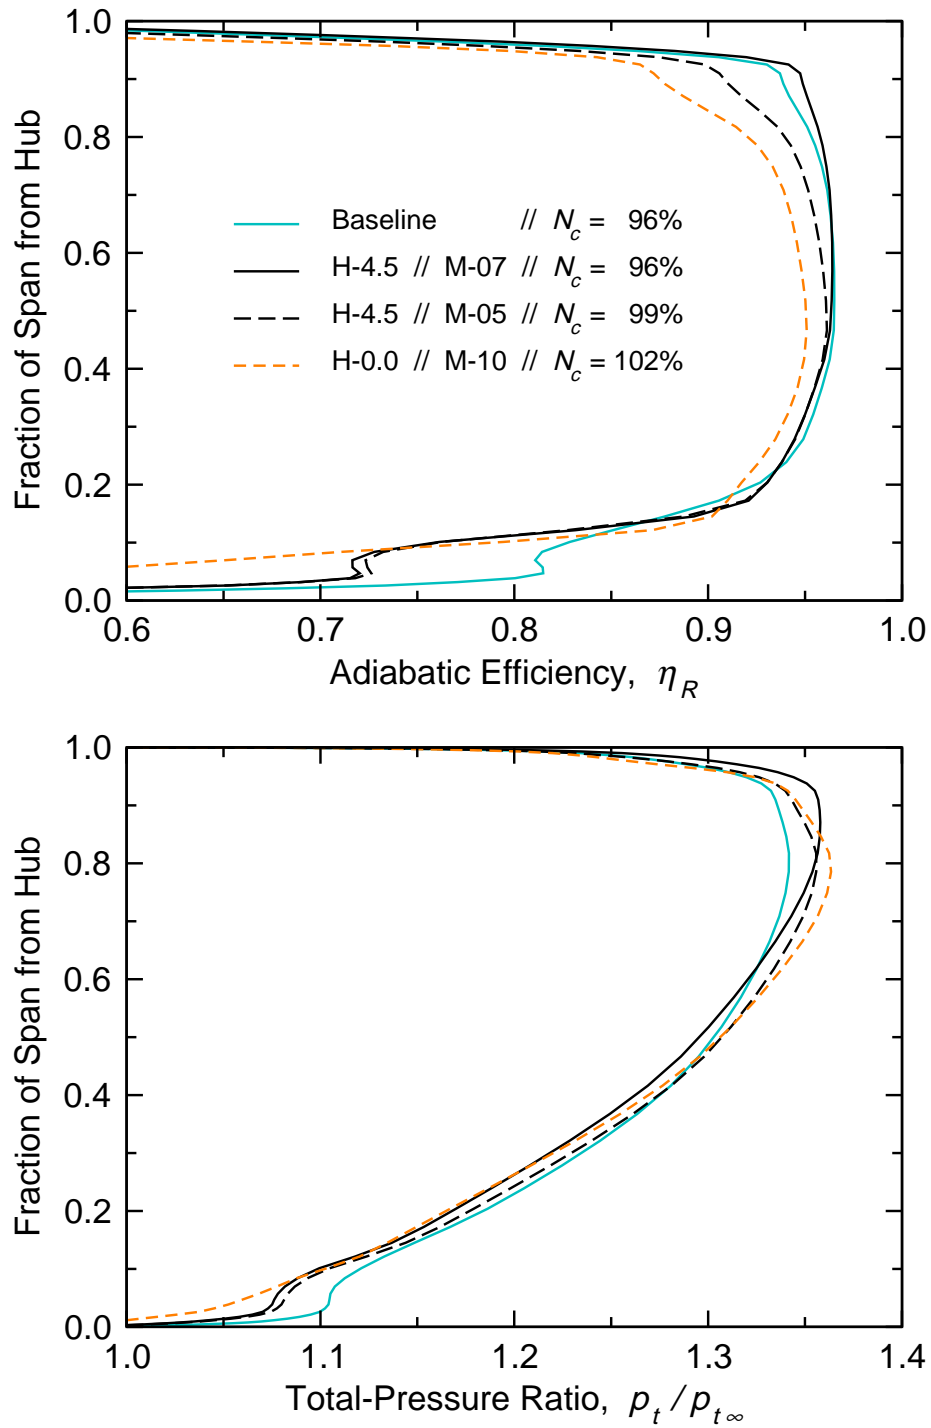 1.0
0.8
0.6
0.4
0.2
0.0
Fraction of Span from Hub
Baseline // N_c = 96%
H-4.5 // M-07 // N_c = 96%
H-4.5 // M-05 // N_c = 99%
H-0.0 // M-10 // N_c = 102%
0.6 0.7 0.8 0.9 1.0
Adiabatic Efficiency, η_R
1.0
0.8
0.6
0.4
0.2
0.0
Fraction of Span from Hub
1.0 1.1 1.2 1.3 1.4
Total-Pressure Ratio, p_t / p_t∞